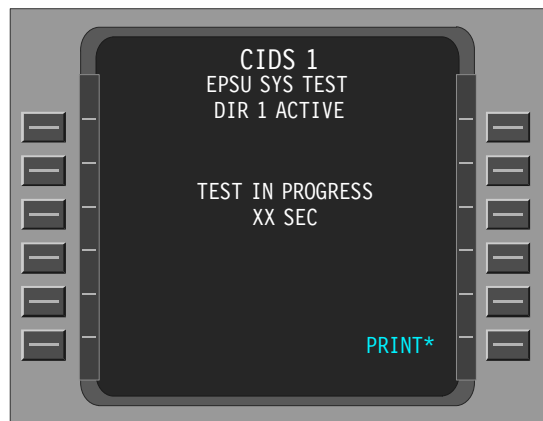 CIDS 1
EPSU SYS TEST
DIR 1 ACTIVE
TEST IN PROGRESS
XX SEC
PRINT*